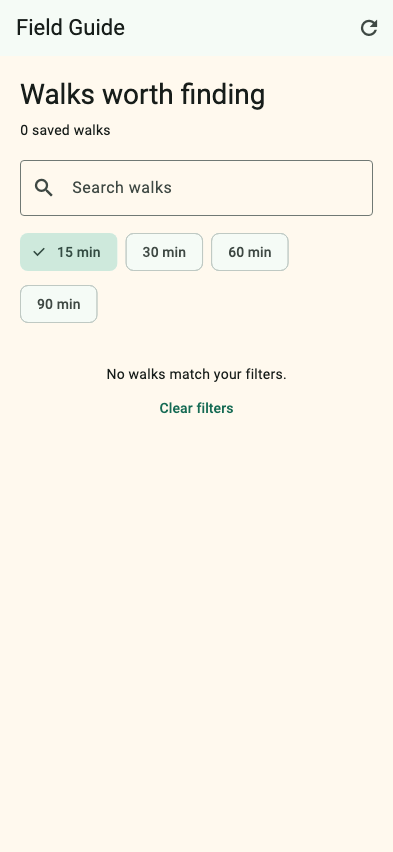 Field Guide
Walks worth finding
0 saved walks
Search walks
15 min 30 min 60 min
90 min
No walks match your filters.
Clear filters